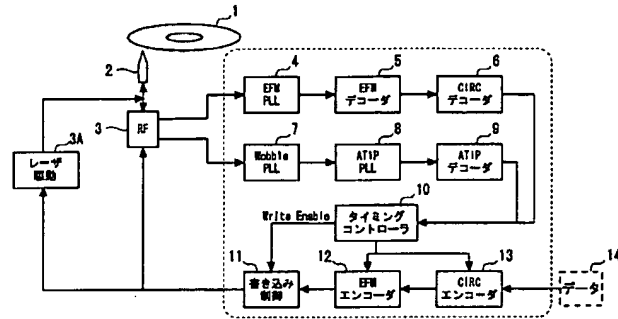 1
2
4
5
6
EFM
PLL
EFM
デコーダ
CIRC
デコーダ
3
RF
3A
レーザ
駆動
7
8
9
Wobble
PLL
ATIP
PLL
ATIP
デコーダ
10
Write Enable
タイミング
コントローラ
11
12
13
14
書き込み
制御
EFM
エンコーダ
CIRC
エンコーダ
データ